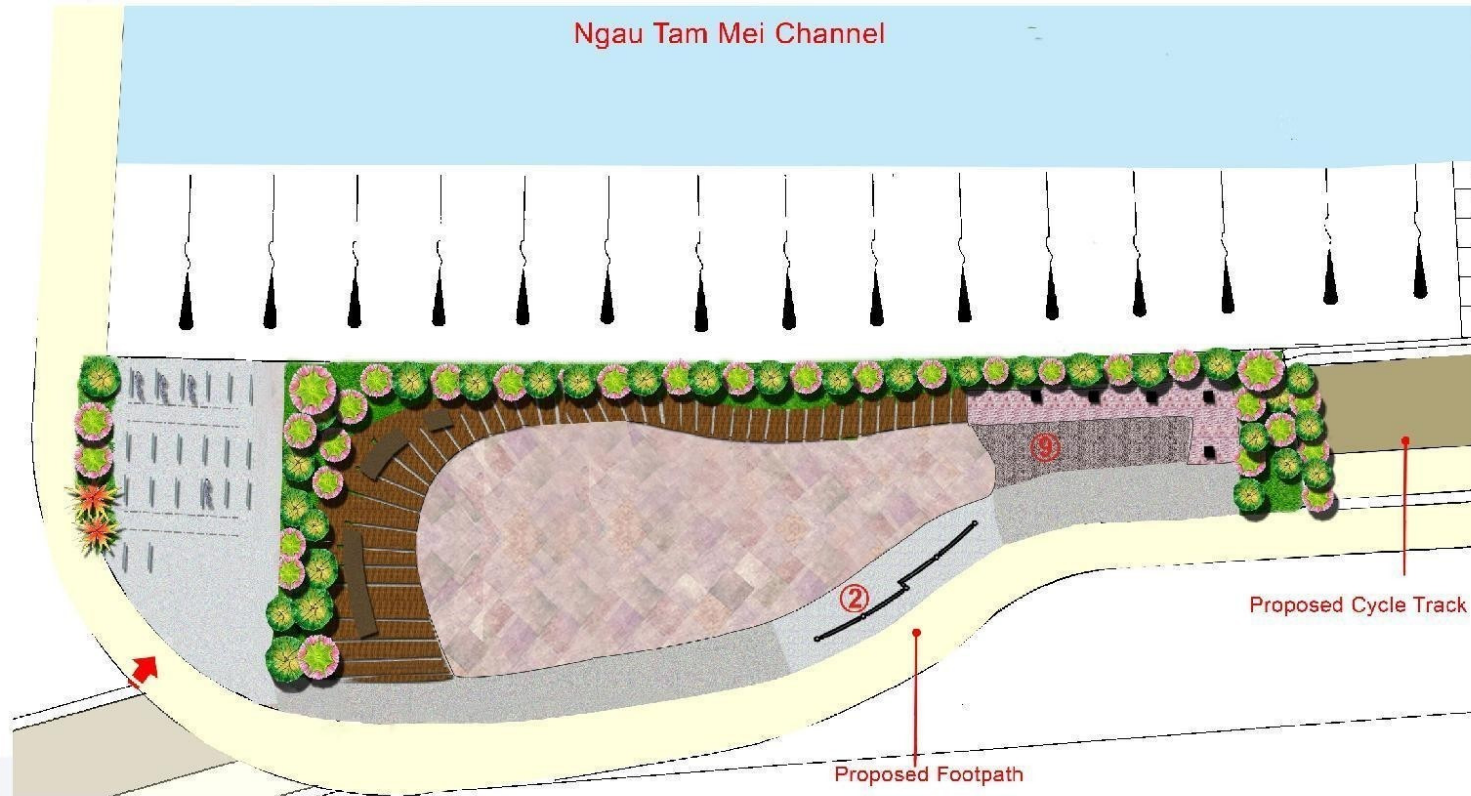 Ngau Tam Mei Channel
⑨
②
Proposed Cycle Track
Proposed Footpath